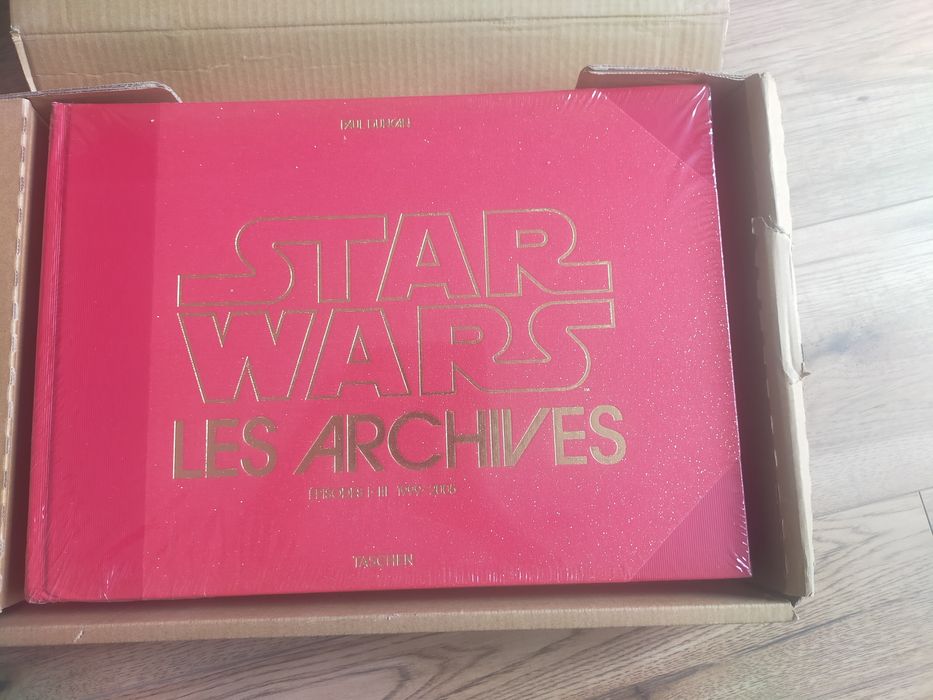 PAUL DUNCAN
STAR
WARS
LES ARCHIVES
ÉPISODES I–III 1999–2005
TASCHEN